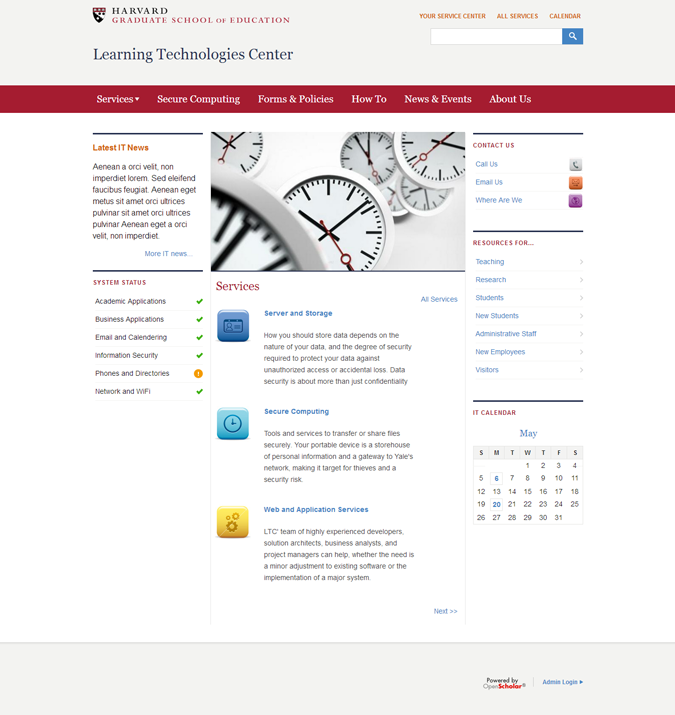 HARVARD
GRADUATE SCHOOL OF EDUCATION
YOUR SERVICE CENTER ALL SERVICES CALENDAR
Learning Technologies Center
Services Secure Computing Forms & Policies How To News & Events About Us
Latest IT News
Aenean a orci velit, non
imperdiet lorem. Sed eleifend
faucibus feugiat. Aenean eget
metus sit amet orci ultrices
pulvinar sit amet orci ultrices
pulvinar Aenean eget a orci
velit, non imperdiet.
More IT news...
SYSTEM STATUS
Academic Applications
Business Applications
Email and Calendering
Information Security
Phones and Directories
Network and WiFi
Services
All Services
Server and Storage
How you should store data depends on the
nature of your data, and the degree of security
required to protect your data against
unauthorized access or accidental loss. Data
security is about more than just confidentiality
Secure Computing
Tools and services to transfer or share files
securely. Your portable device is a storehouse
of personal information and a gateway to Yale's
network, making it target for thieves and a
security risk.
Web and Application Services
LTC' team of highly experienced developers,
solution architects, business analysts, and
project managers can help, whether the need is
a minor adjustment to existing software or the
implementation of a major system
Next >>
CONTACT US
Call Us
Email Us
Where Are We
RESOURCES FOR...
Teaching
Research
Students
New Students
Administrative Staff
New Employees
Visitors
IT CALENDAR
May
S M T W T F S
1 2 3 4
5 6 7 8 9 10 11
12 13 14 15 16 17 18
19 20 21 22 23 24 25
26 27 28 29 30 31
Powered by
OpenScholar
Admin Login